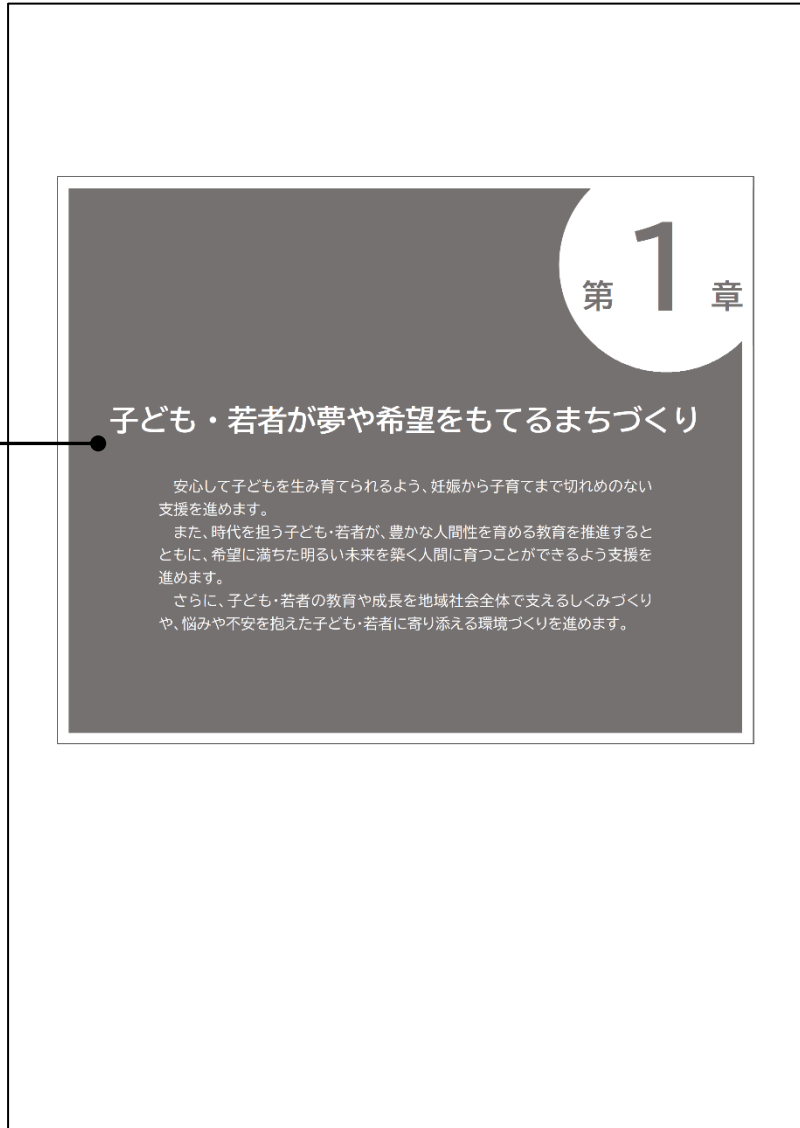 第1章
子ども・若者が夢や希望をもてるまちづくり
　安心して子どもを生み育てられるよう、妊娠から子育てまで切れめのない
支援を進めます。
　また、時代を担う子ども・若者が、豊かな人間性を育める教育を推進すると
ともに、希望に満ちた明るい未来を築く人間に育つことができるよう支援を
進めます。
　さらに、子ども・若者の教育や成長を地域社会全体で支えるしくみづくり
や、悩みや不安を抱えた子ども・若者に寄り添える環境づくりを進めます。